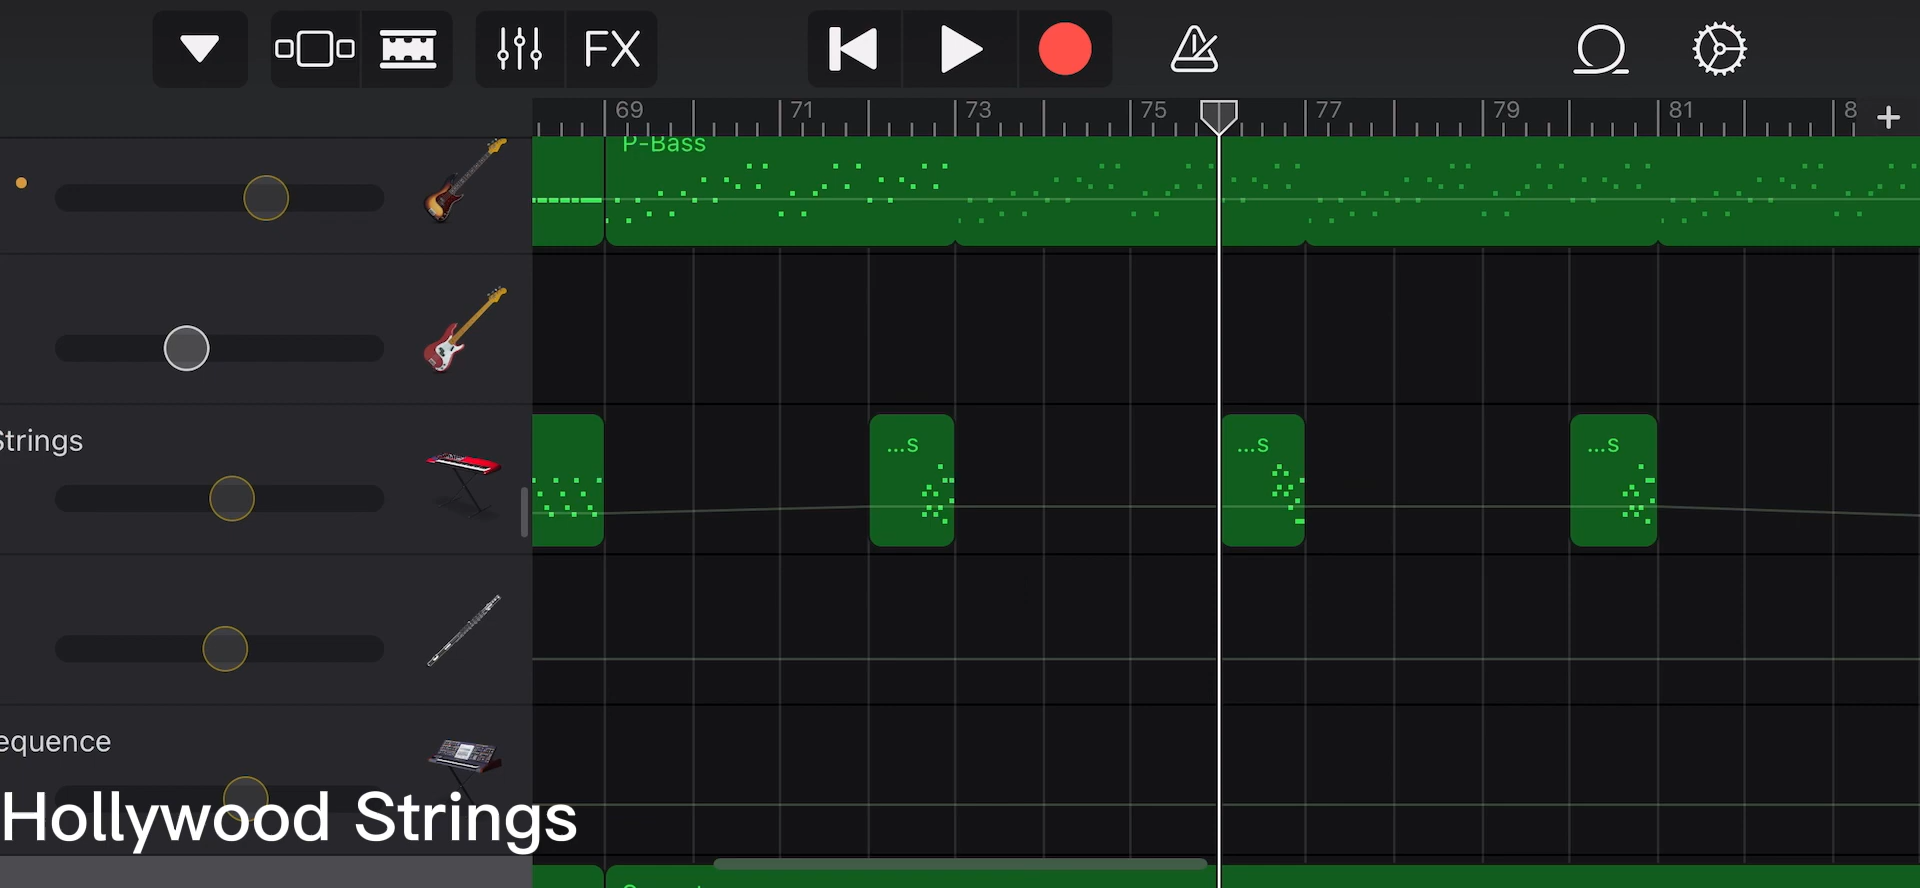 FX
69 71 73 75 77 79 81 8
P-Bass
Strings
...s ...s ...s
equence
Hollywood Strings